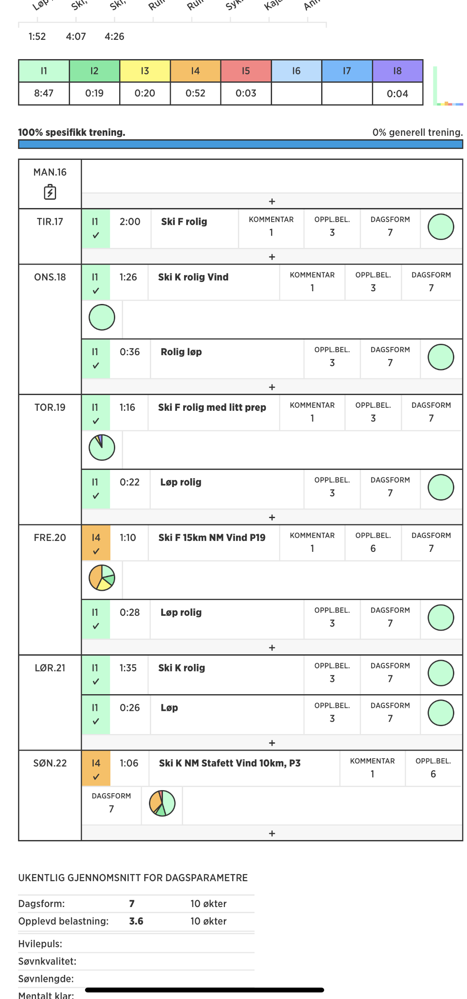 1:52 4:07 4:26
I1 I2 I3 I4 I5 I6 I7 I8
8:47 0:19 0:20 0:52 0:03 0:04
100% spesifikk trening. 0% generell trening.
MAN.16
+
TIR.17 I1 2:00 Ski F rolig KOMMENTAR 1 OPPL.BEL. 3 DAGSFORM 7
+
ONS.18 I1 1:26 Ski K rolig Vind KOMMENTAR 1 OPPL.BEL. 3 DAGSFORM 7
I1 0:36 Rolig løp OPPL.BEL. 3 DAGSFORM 7
+
TOR.19 I1 1:16 Ski F rolig med litt prep KOMMENTAR 1 OPPL.BEL. 3 DAGSFORM 7
I1 0:22 Løp rolig OPPL.BEL. 3 DAGSFORM 7
+
FRE.20 I4 1:10 Ski F 15km NM Vind P19 KOMMENTAR 1 OPPL.BEL. 6 DAGSFORM 7
I1 0:28 Løp rolig OPPL.BEL. 3 DAGSFORM 7
+
LØR.21 I1 1:35 Ski K rolig OPPL.BEL. 3 DAGSFORM 7
I1 0:26 Løp OPPL.BEL. 3 DAGSFORM 7
+
SØN.22 I4 1:06 Ski K NM Stafett Vind 10km, P3 KOMMENTAR 1 OPPL.BEL. 6
DAGSFORM 7
+
UKENTLIG GJENNOMSNITT FOR DAGSPARAMETRE
Dagsform: 7 10 økter
Opplevd belastning: 3.6 10 økter
Hvilepuls:
Søvnkvalitet:
Søvnlengde:
Mentalt klar: